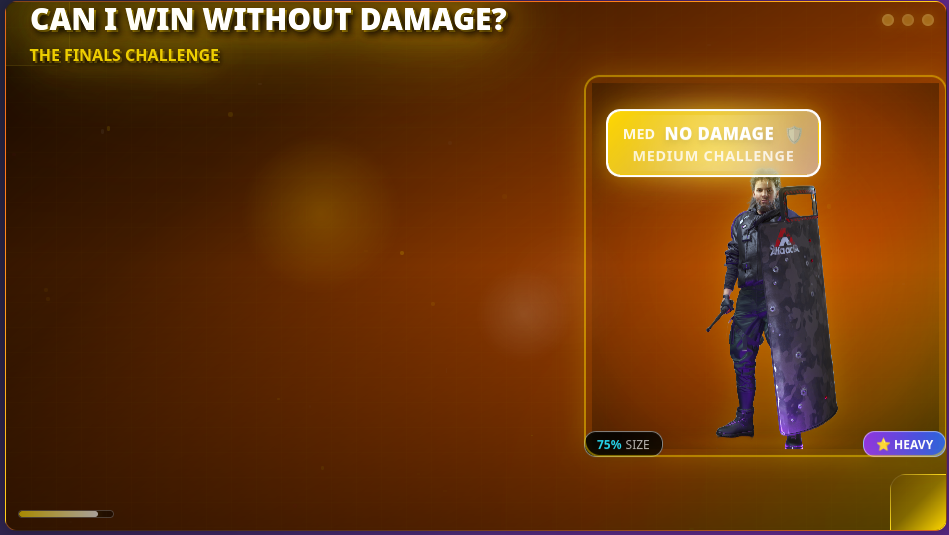 CAN I WIN WITHOUT DAMAGE?
THE FINALS CHALLENGE
MED NO DAMAGE
MEDIUM CHALLENGE
75% SIZE
⭐ HEAVY